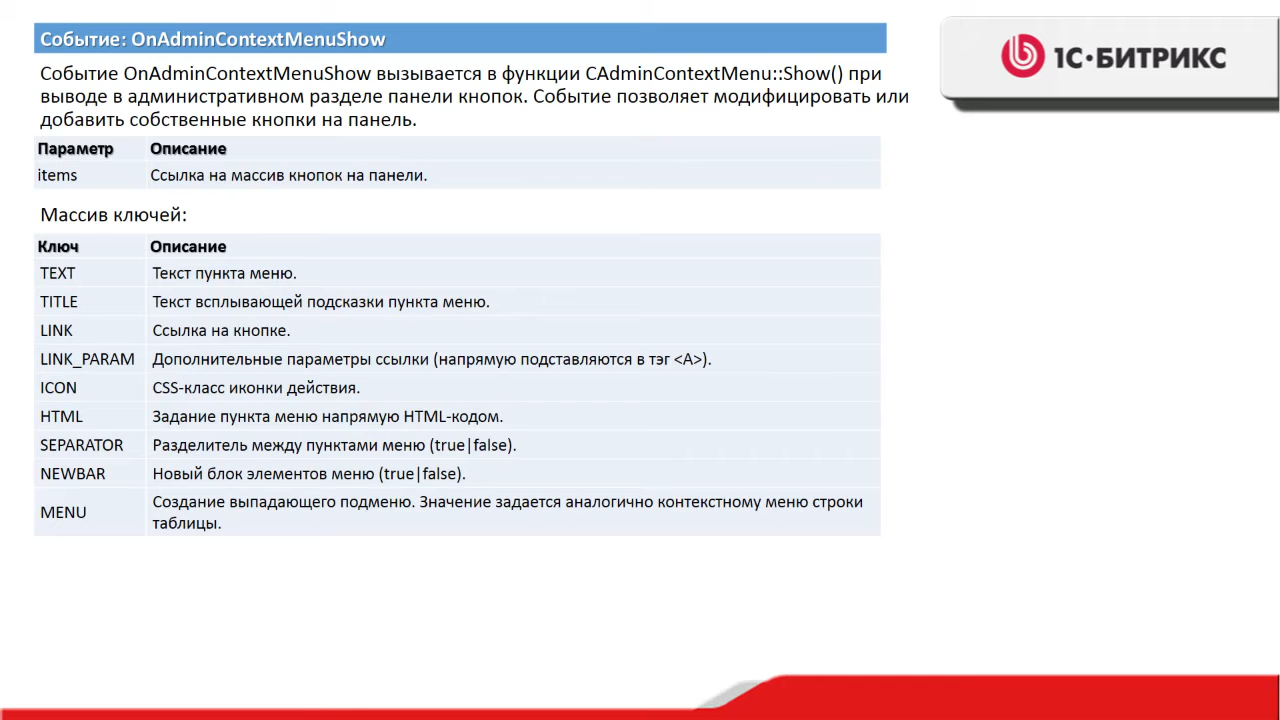 Событие: OnAdminContextMenuShow
1С·БИТРИКС
Событие OnAdminContextMenuShow вызывается в функции CAdminContextMenu::Show() при
выводе в административном разделе панели кнопок. Событие позволяет модифицировать или
добавить собственные кнопки на панель.
Параметр Описание
items Ссылка на массив кнопок на панели.
Массив ключей:
Ключ Описание
TEXT Текст пункта меню.
TITLE Текст всплывающей подсказки пункта меню.
LINK Ссылка на кнопке.
LINK_PARAM Дополнительные параметры ссылки (напрямую подставляются в тэг <A>).
ICON CSS-класс иконки действия.
HTML Задание пункта меню напрямую HTML-кодом.
SEPARATOR Разделитель между пунктами меню (true|false).
NEWBAR Новый блок элементов меню (true|false).
MENU Создание выпадающего подменю. Значение задается аналогично контекстному меню строки
таблицы.